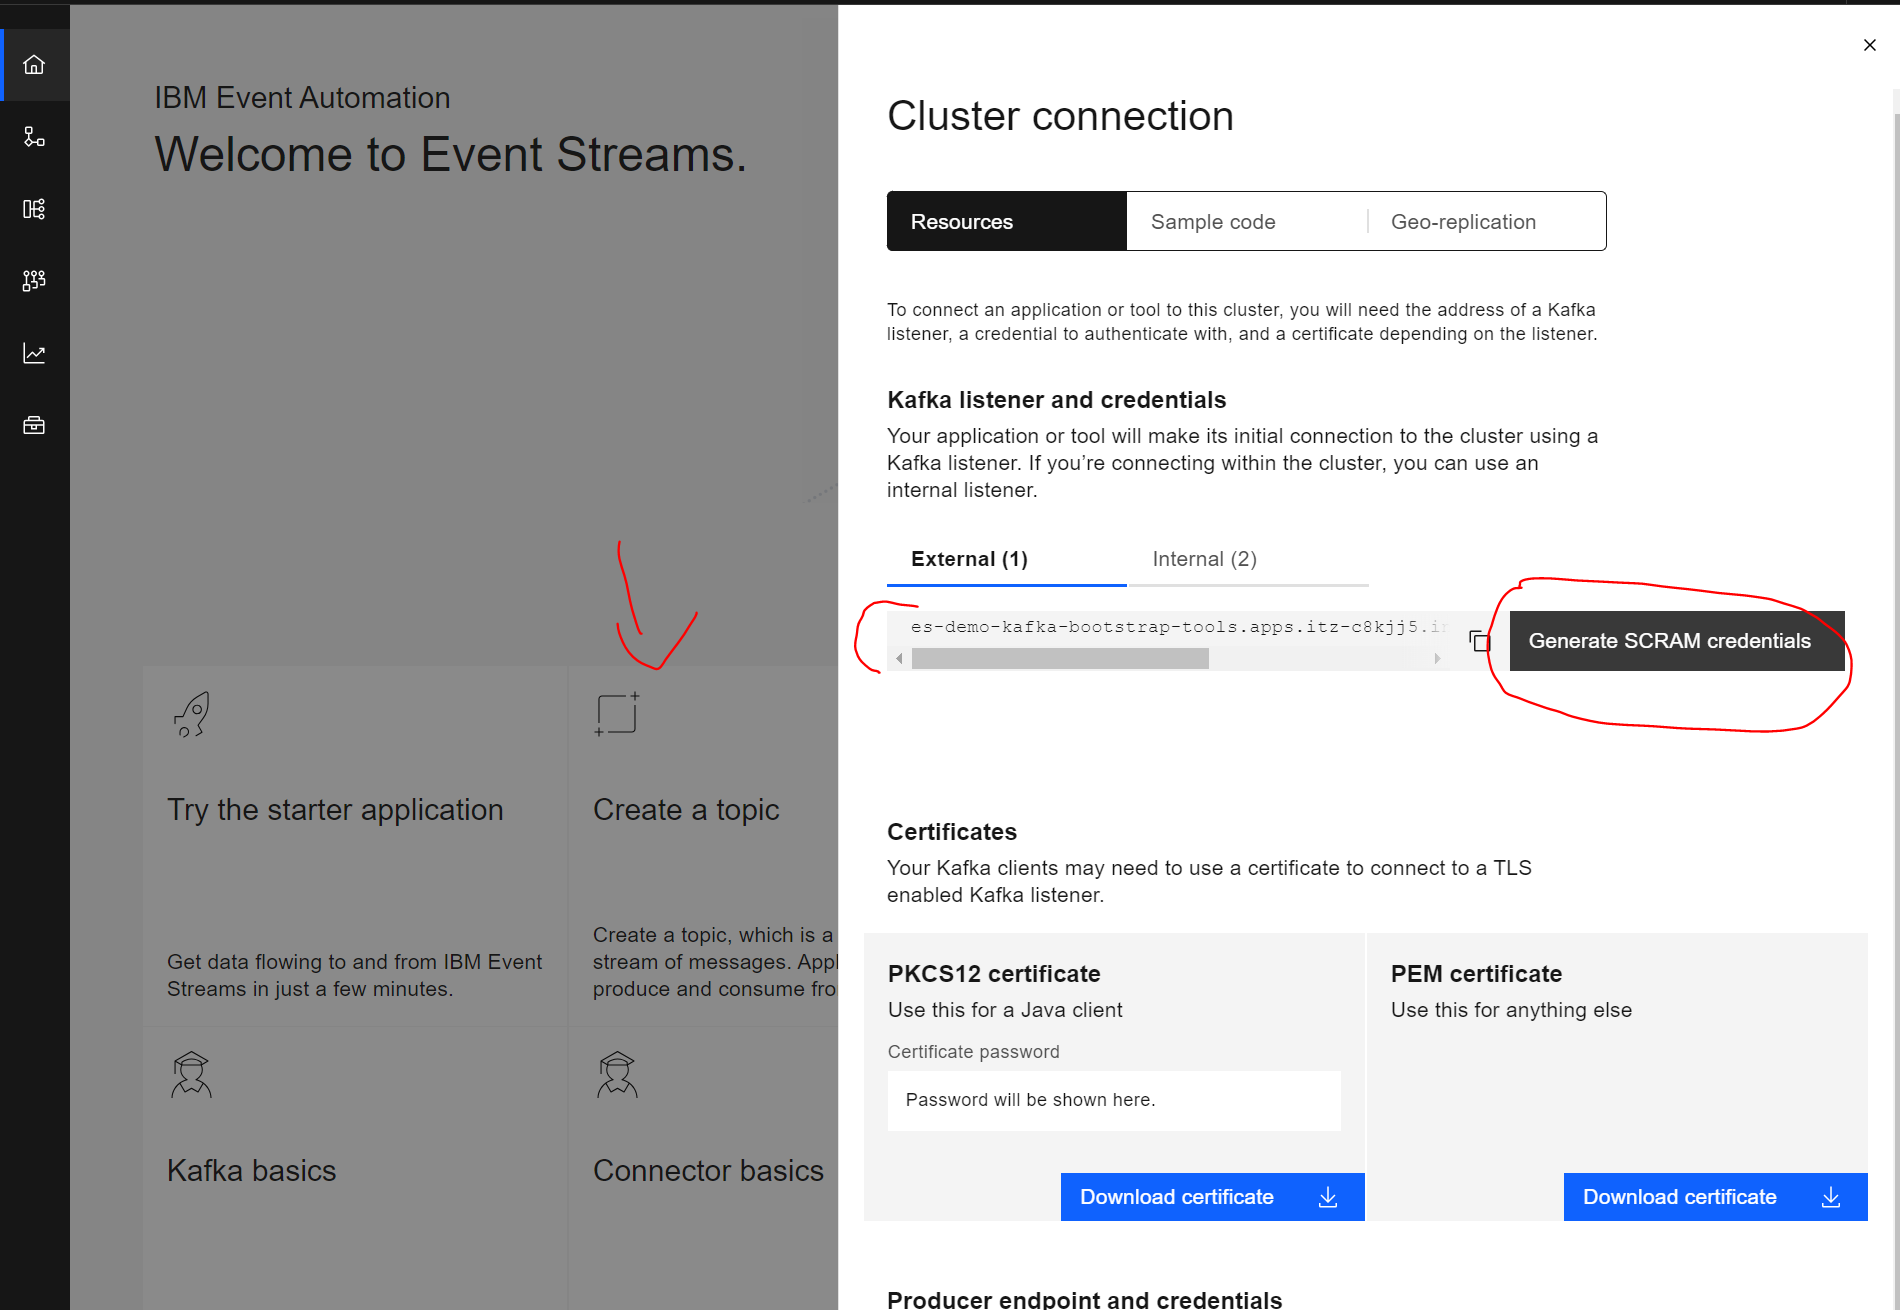 IBM Event Automation
Welcome to Event Streams.
Try the starter application
Get data flowing to and from IBM Event
Streams in just a few minutes.
Create a topic
Create a topic, which is a
stream of messages.
produce and consume
Kafka basics
Connector basics
Cluster connection
Resources
Sample code
Geo-replication
To connect an application or tool to this cluster, you will need the address of a Kafka
listener, a credential to authenticate with, and a certificate depending on the listener.
Kafka listener and credentials
Your application or tool will make its initial connection to the cluster using a
Kafka listener. If you’re connecting within the cluster, you can use an
internal listener.
External (1)
Internal (2)
es-demo-kafka-bootstrap-tools.apps.itz-c8kjj5.i
Generate SCRAM credentials
Certificates
Your Kafka clients may need to use a certificate to connect to a TLS
enabled Kafka listener.
PKCS12 certificate
Use this for a Java client
Certificate password
Password will be shown here.
Download certificate
PEM certificate
Use this for anything else
Download certificate
Producer endpoint and credentials